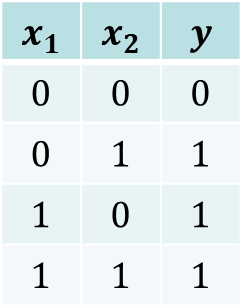 x₁ x₂ y
0 0 0
0 1 1
1 0 1
1 1 1